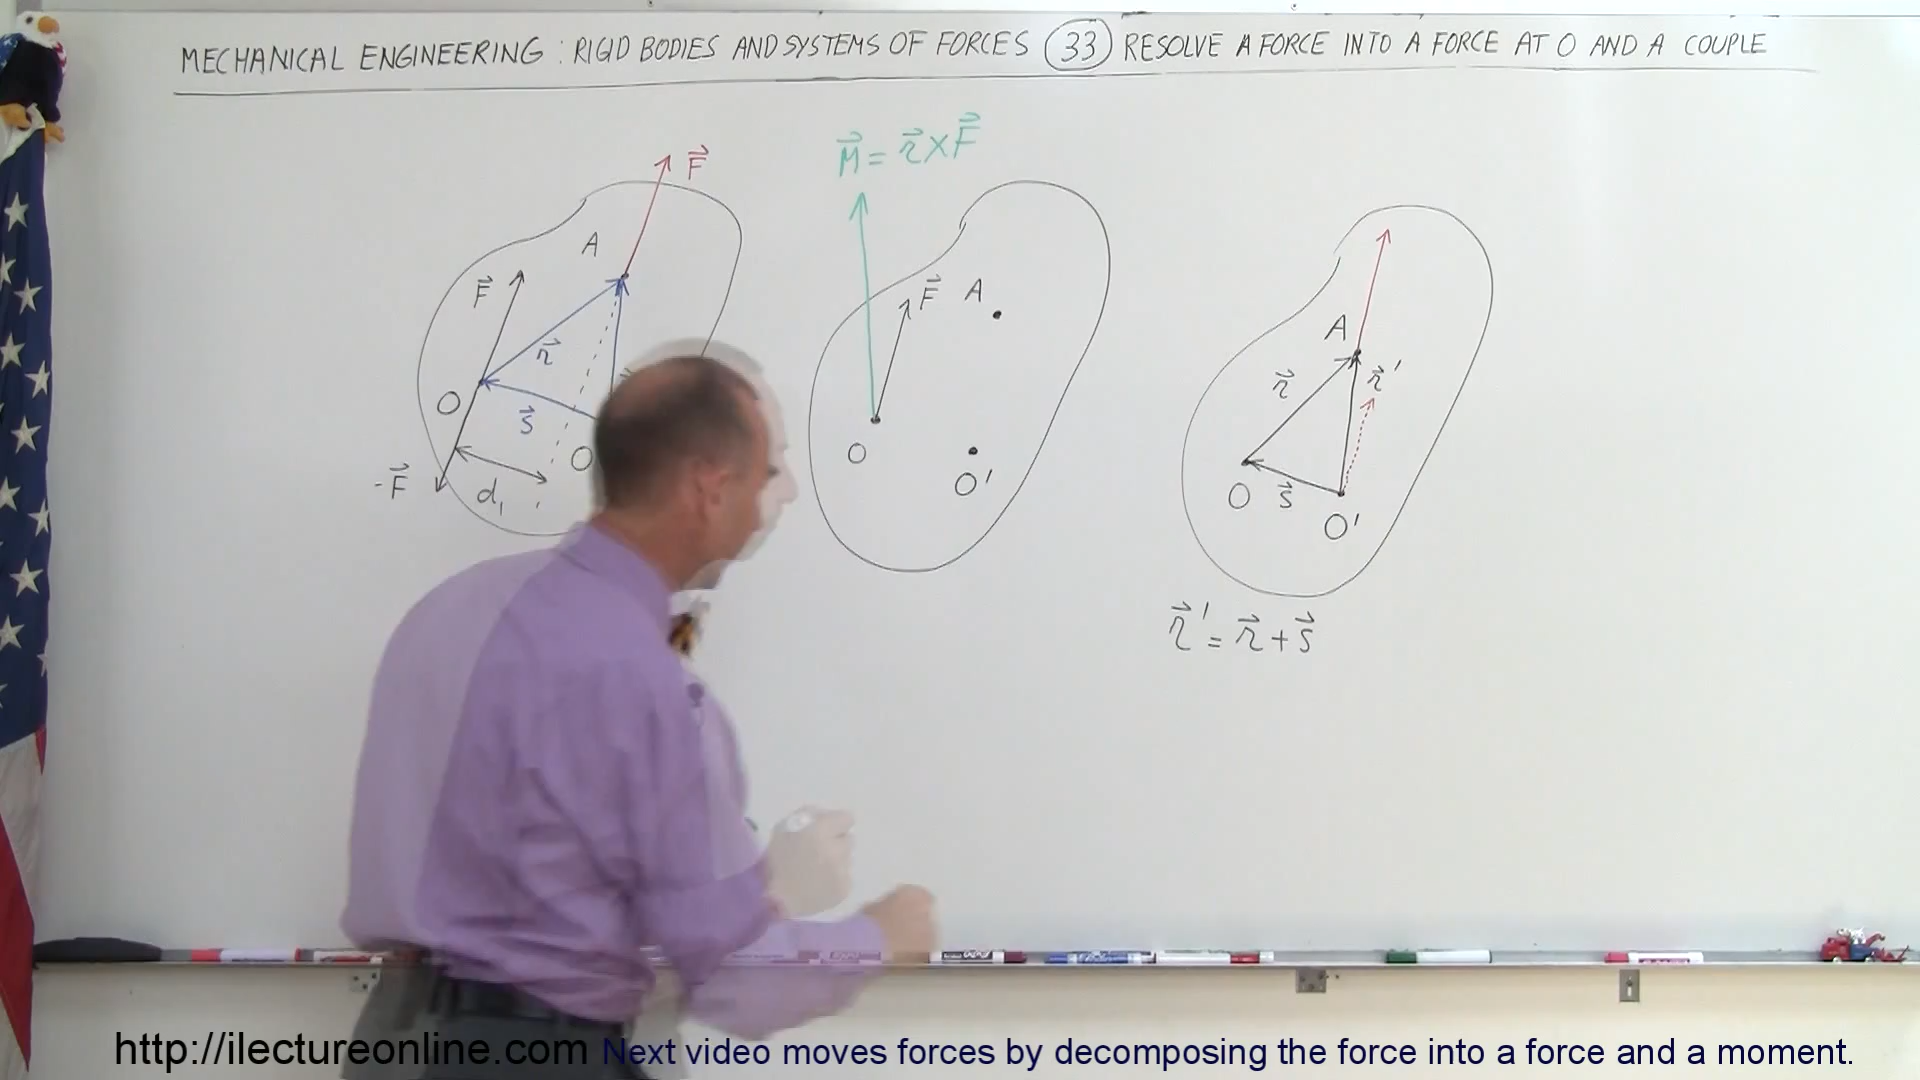 MECHANICAL ENGINEERING : RIGID BODIES AND SYSTEMS OF FORCES 33 RESOLVE A FORCE INTO A FORCE AT O AND A COUPLE
F⃗
A
F⃗
r⃗
O
s⃗
O
-F⃗
d₁
M⃗ = r⃗ × F⃗
F⃗
A
O
O'
A
r⃗
r⃗'
O
s⃗
O'
r⃗' = r⃗ + s⃗
http://ilectureonline.com Next video moves forces by decomposing the force into a force and a moment.